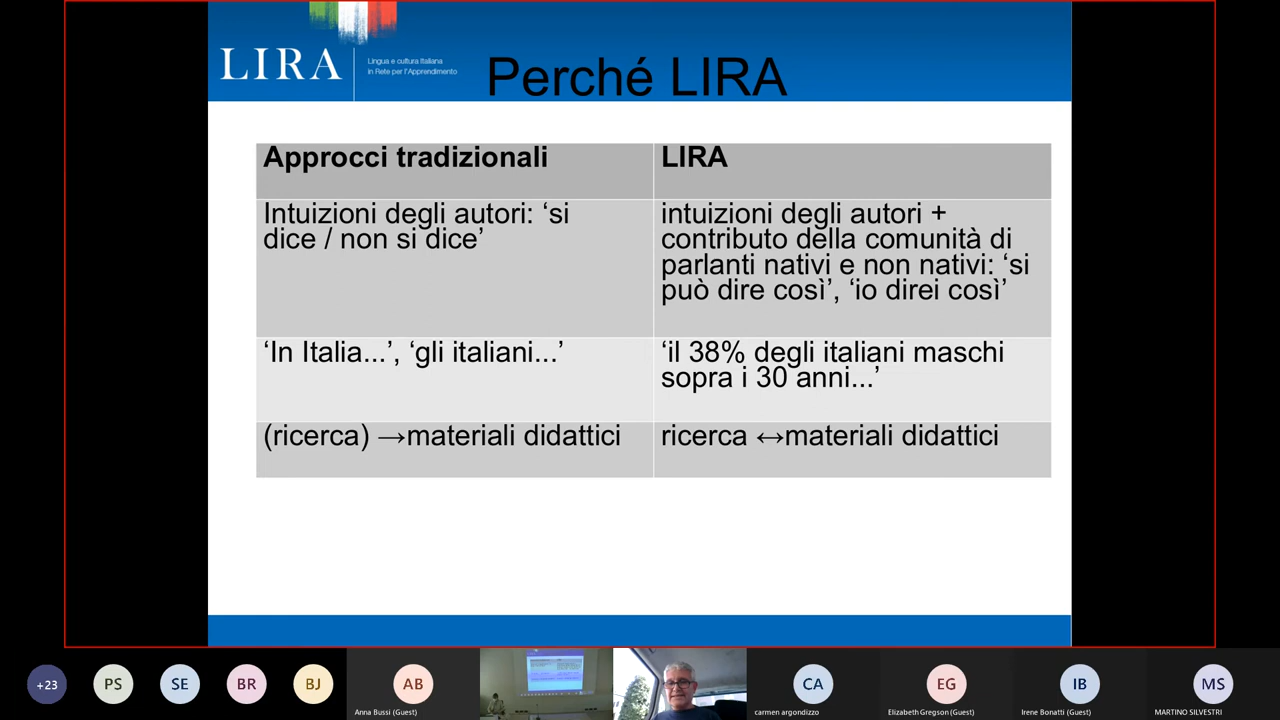 LIRA
Lingua e cultura Italiana
in Rete per l'Apprendimento
Perché LIRA
Approcci tradizionali
LIRA
Intuizioni degli autori: ‘si
dice / non si dice’
intuizioni degli autori +
contributo della comunità di
parlanti nativi e non nativi: ‘si
può dire così’, ‘io direi così’
‘In Italia...’, ‘gli italiani...’
‘il 38% degli italiani maschi
sopra i 30 anni...’
(ricerca) →materiali didattici
ricerca ↔materiali didattici
+23
PS
SE
BR
BJ
AB
Anna Bussi (Guest)
CA
carmen argondizzo
EG
Elizabeth Gregson (Guest)
IB
Irene Bonatti (Guest)
MS
MARTINO SILVESTRI